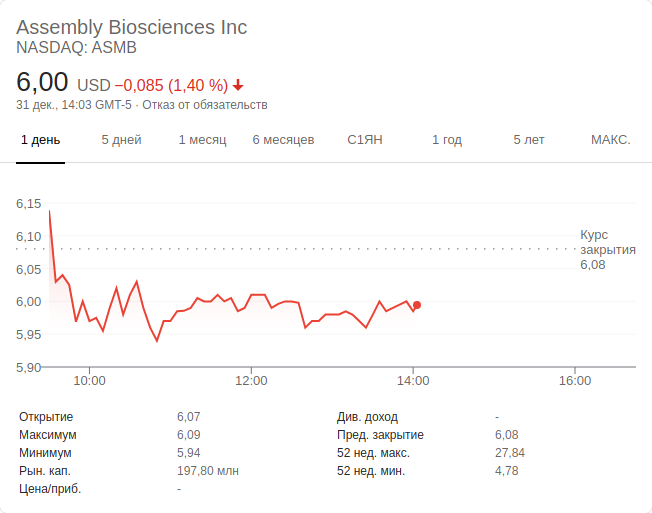 Assembly Biosciences Inc
NASDAQ: ASMB
6,00 USD −0,085 (1,40 %)
31 дек., 14:03 GMT-5 · Отказ от обязательств
1 день 5 дней 1 месяц 6 месяцев С1ЯН 1 год 5 лет МАКС.
6,15
6,10
6,05
6,00
5,95
5,90
Курс
закрытия
6,08
10:00 12:00 14:00 16:00
Открытие 6,07 Див. доход -
Максимум 6,09 Пред. закрытие 6,08
Минимум 5,94 52 нед. макс. 27,84
Рын. кап. 197,80 млн 52 нед. мин. 4,78
Цена/приб. -